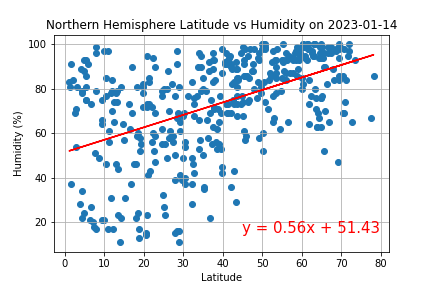 Northern Hemisphere Latitude vs Humidity on 2023-01-14
100
80
60
40
20
Humidity (%)
y = 0.56x + 51.43
0 10 20 30 40 50 60 70 80
Latitude